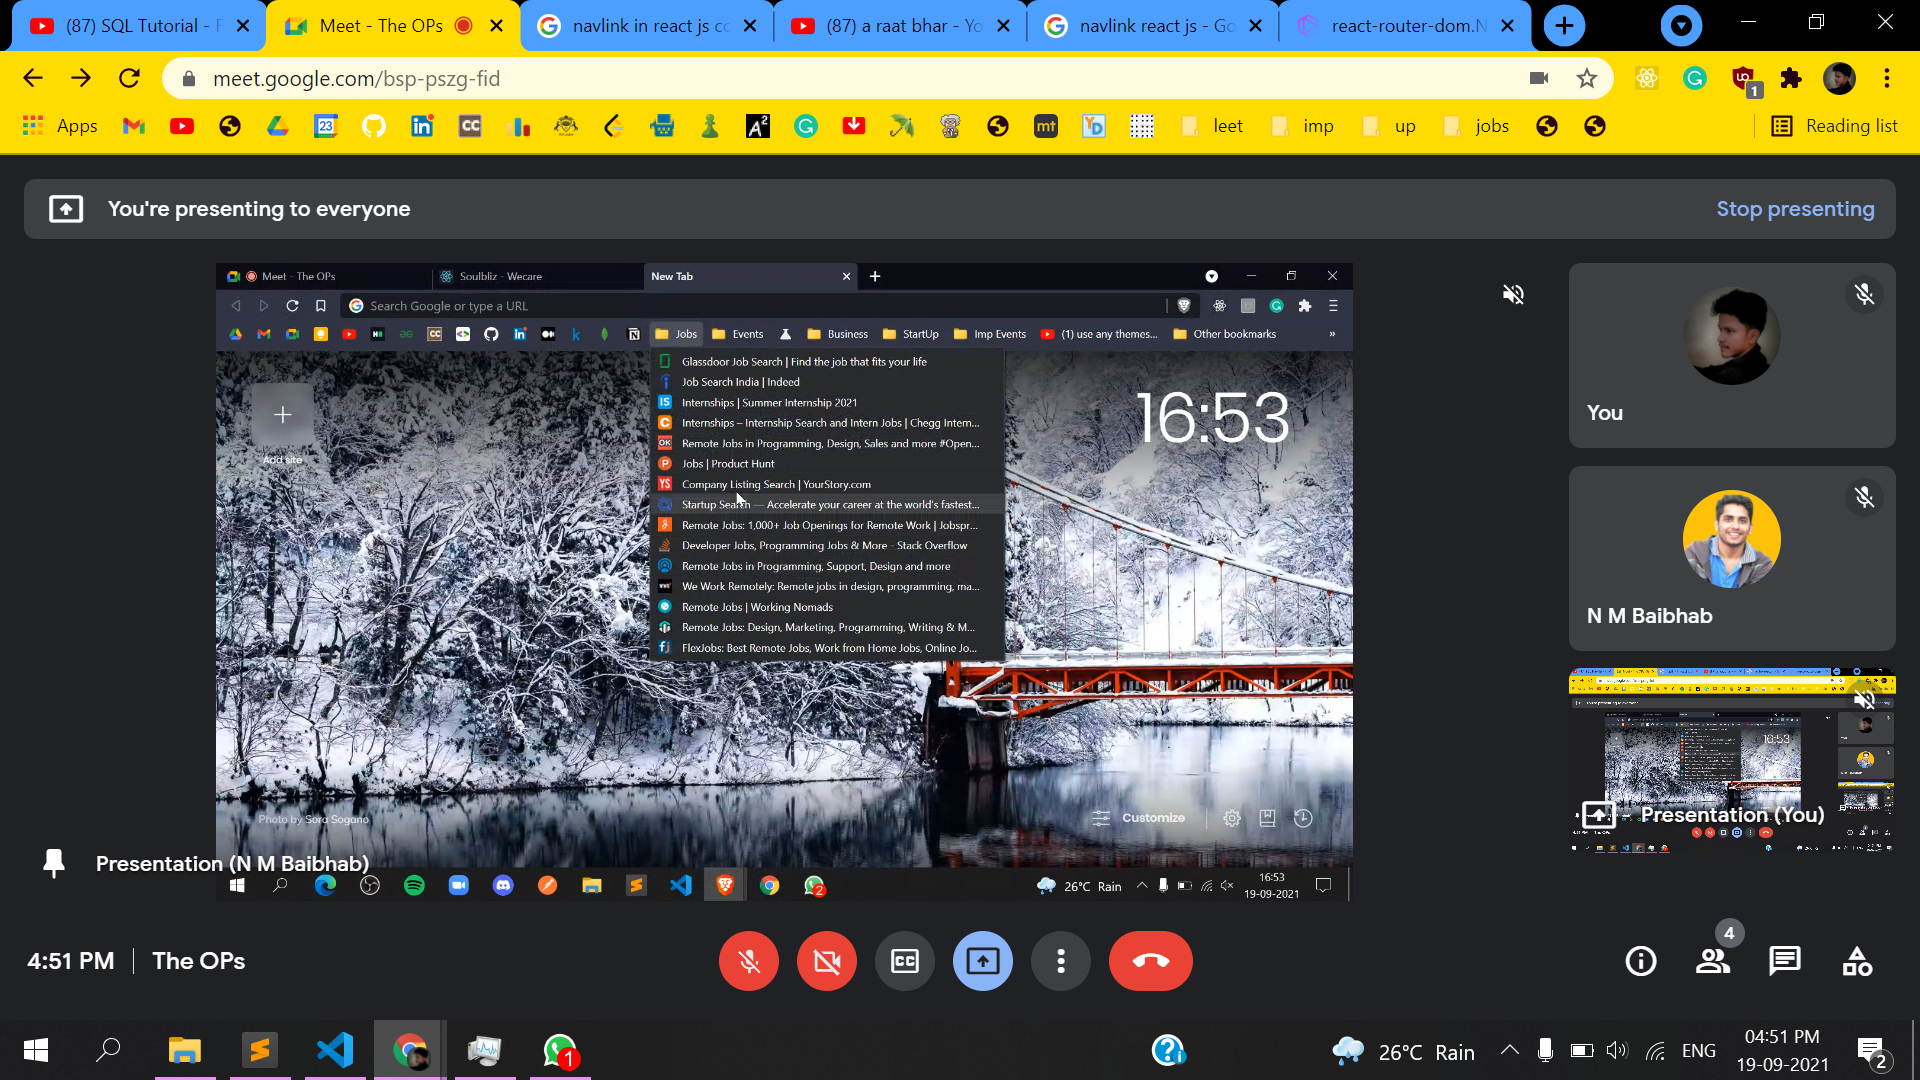 (87) SQL Tutorial - F
Meet - The OPs
navlink in react js co
(87) a raat bhar - Yo
navlink react js - Go
react-router-dom.N
meet.google.com/bsp-pszg-fid
1
Apps
23
CC
A²
mt
YD
leet
imp
up
jobs
Reading list
You're presenting to everyone
Stop presenting
Meet - The OPs
Soulbliz - Wecare
New Tab
Search Google or type a URL
Jobs
Events
Business
StartUp
Imp Events
(1) use any themes...
Other bookmarks
»
Glassdoor Job Search | Find the job that fits your life
Job Search India | Indeed
Internships | Summer Internship 2021
Internships – Internship Search and Intern Jobs | Chegg Intern...
Remote Jobs in Programming, Design, Sales and more #Open...
Jobs | Product Hunt
Company Listing Search | YourStory.com
Startup Search — Accelerate your career at the world's fastest...
Remote Jobs: 1,000+ Job Openings for Remote Work | Jobspr...
Developer Jobs, Programming Jobs & More - Stack Overflow
Remote Jobs in Programming, Support, Design and more
We Work Remotely: Remote jobs in design, programming, ma...
Remote Jobs | Working Nomads
Remote Jobs: Design, Marketing, Programming, Writing & M...
FlexJobs: Best Remote Jobs, Work from Home Jobs, Online Jo...
Add site
16:53
Photo by Sora Sagano
Customize
Presentation (N M Baibhab)
2
26°C Rain
16:53
19-09-2021
You
N M Baibhab
16:53
Presentation (You)
4:51 PM
The OPs
CC
4
1
26°C Rain
ENG
04:51 PM
19-09-2021
2